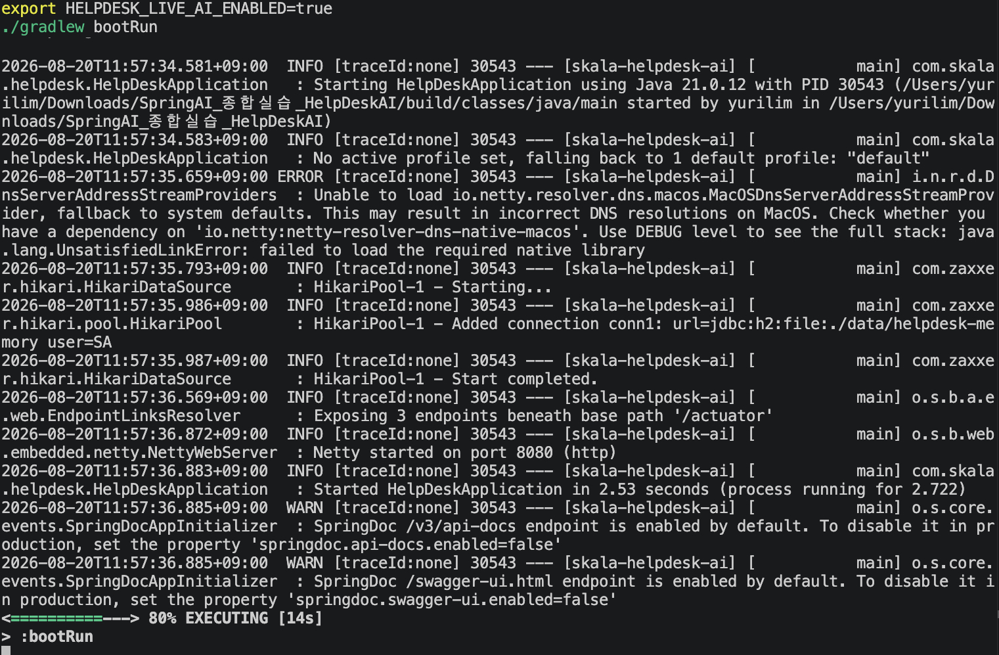 export HELPDESK_LIVE_AI_ENABLED=true
./gradlew bootRun
2026-08-20T11:57:34.581+09:00  INFO [traceId:none] 30543 --- [skala-helpdesk-ai] [           main] com.skala
.helpdesk.HelpDeskApplication   : Starting HelpDeskApplication using Java 21.0.12 with PID 30543 (/Users/yur
ilim/Downloads/SpringAI_종합실습_HelpDeskAI/build/classes/java/main started by yurilim in /Users/yurilim/Dow
nloads/SpringAI_종합실습_HelpDeskAI)
2026-08-20T11:57:34.583+09:00  INFO [traceId:none] 30543 --- [skala-helpdesk-ai] [           main] com.skala
.helpdesk.HelpDeskApplication   : No active profile set, falling back to 1 default profile: "default"
2026-08-20T11:57:35.659+09:00 ERROR [traceId:none] 30543 --- [skala-helpdesk-ai] [           main] i.n.r.d.D
nsServerAddressStreamProviders  : Unable to load io.netty.resolver.dns.macos.MacOSDnsServerAddressStreamProv
ider, fallback to system defaults. This may result in incorrect DNS resolutions on MacOS. Check whether you
have a dependency on 'io.netty:netty-resolver-dns-native-macos'. Use DEBUG level to see the full stack: java
.lang.UnsatisfiedLinkError: failed to load the required native library
2026-08-20T11:57:35.793+09:00  INFO [traceId:none] 30543 --- [skala-helpdesk-ai] [           main] com.zaxxe
r.hikari.HikariDataSource       : HikariPool-1 - Starting...
2026-08-20T11:57:35.986+09:00  INFO [traceId:none] 30543 --- [skala-helpdesk-ai] [           main] com.zaxxe
r.hikari.pool.HikariPool        : HikariPool-1 - Added connection conn1: url=jdbc:h2:file:./data/helpdesk-me
mory user=SA
2026-08-20T11:57:35.987+09:00  INFO [traceId:none] 30543 --- [skala-helpdesk-ai] [           main] com.zaxxe
r.hikari.HikariDataSource       : HikariPool-1 - Start completed.
2026-08-20T11:57:36.569+09:00  INFO [traceId:none] 30543 --- [skala-helpdesk-ai] [           main] o.s.b.a.e
.web.EndpointLinksResolver      : Exposing 3 endpoints beneath base path '/actuator'
2026-08-20T11:57:36.872+09:00  INFO [traceId:none] 30543 --- [skala-helpdesk-ai] [           main] o.s.b.web
.embedded.netty.NettyWebServer  : Netty started on port 8080 (http)
2026-08-20T11:57:36.883+09:00  INFO [traceId:none] 30543 --- [skala-helpdesk-ai] [           main] com.skala
.helpdesk.HelpDeskApplication   : Started HelpDeskApplication in 2.53 seconds (process running for 2.722)
2026-08-20T11:57:36.885+09:00  WARN [traceId:none] 30543 --- [skala-helpdesk-ai] [           main] o.s.core.
events.SpringDocAppInitializer  : SpringDoc /v3/api-docs endpoint is enabled by default. To disable it in pr
oduction, set the property 'springdoc.api-docs.enabled=false'
2026-08-20T11:57:36.885+09:00  WARN [traceId:none] 30543 --- [skala-helpdesk-ai] [           main] o.s.core.
events.SpringDocAppInitializer  : SpringDoc /swagger-ui.html endpoint is enabled by default. To disable it i
n production, set the property 'springdoc.swagger-ui.enabled=false'
<==========---> 80% EXECUTING [14s]
> :bootRun